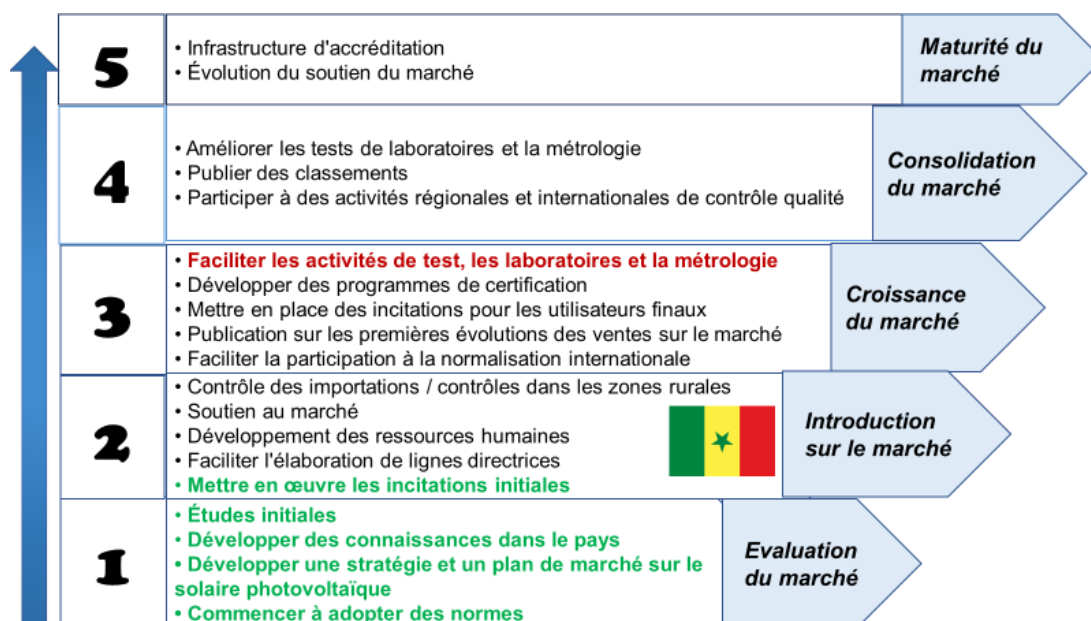 5
• Infrastructure d'accréditation
• Évolution du soutien du marché
Maturité du
marché
4
• Améliorer les tests de laboratoires et la métrologie
• Publier des classements
• Participer à des activités régionales et internationales de contrôle qualité
Consolidation
du marché
3
• Faciliter les activités de test, les laboratoires et la métrologie
• Développer des programmes de certification
• Mettre en place des incitations pour les utilisateurs finaux
• Publication sur les premières évolutions des ventes sur le marché
• Faciliter la participation à la normalisation internationale
Croissance
du marché
2
• Contrôle des importations / contrôles dans les zones rurales
• Soutien au marché
• Développement des ressources humaines
• Faciliter l'élaboration de lignes directrices
• Mettre en œuvre les incitations initiales
Introduction
sur le marché
1
• Études initiales
• Développer des connaissances dans le pays
• Développer une stratégie et un plan de marché sur le
solaire photovoltaïque
• Commencer à adopter des normes
Evaluation
du marché